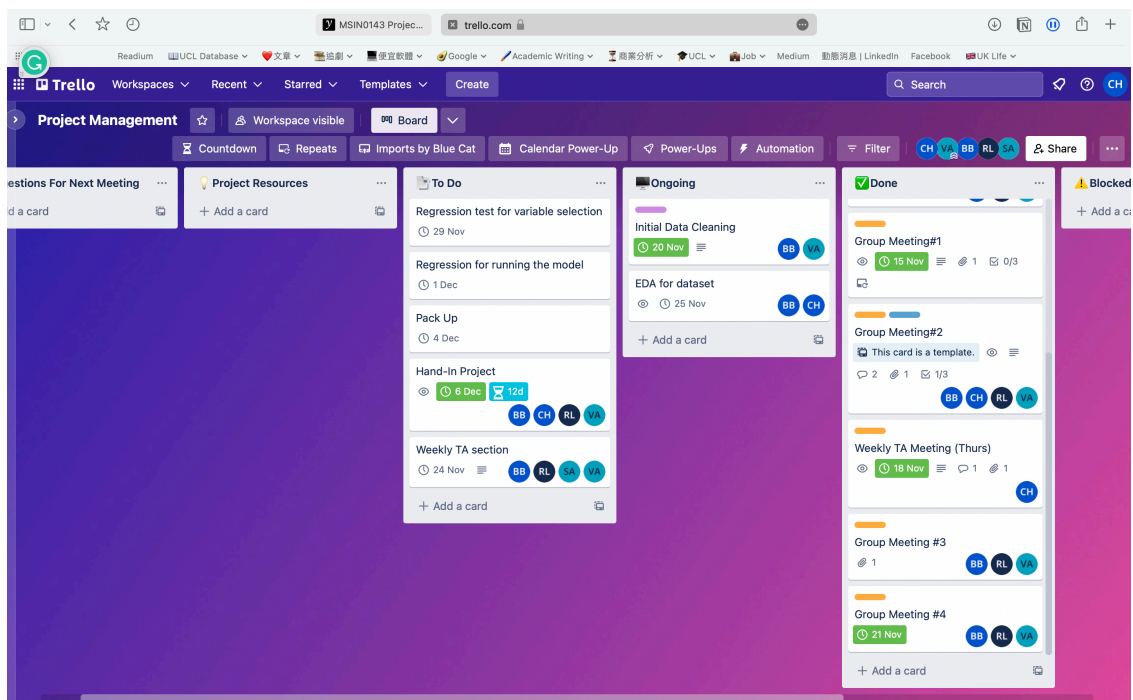 MSIN0143 Projec...
trello.com
Readium UCL Database 文章 追劇 便宜軟體 Google Academic Writing 商業分析 UCL Job Medium 動態消息 | LinkedIn Facebook UK LIfe
Trello Workspaces Recent Starred Templates Create Search CH
Project Management Workspace visible Board
Countdown Repeats Imports by Blue Cat Calendar Power-Up Power-Ups Automation Filter CH VA BB RL SA Share
estions For Next Meeting
d a card
Project Resources
+ Add a card
To Do
Regression test for variable selection
29 Nov
Regression for running the model
1 Dec
Pack Up
4 Dec
Hand-In Project
6 Dec 12d
BB CH RL VA
Weekly TA section
24 Nov BB RL SA VA
+ Add a card
Ongoing
Initial Data Cleaning
20 Nov BB VA
EDA for dataset
25 Nov BB CH
+ Add a card
Done
Group Meeting#1
15 Nov 1 0/3
Group Meeting#2
This card is a template.
2 1 1/3
BB CH RL VA
Weekly TA Meeting (Thurs)
18 Nov 1 1
CH
Group Meeting #3
1 BB RL VA
Group Meeting #4
21 Nov BB RL VA
+ Add a card
Blocked
+ Add a ca